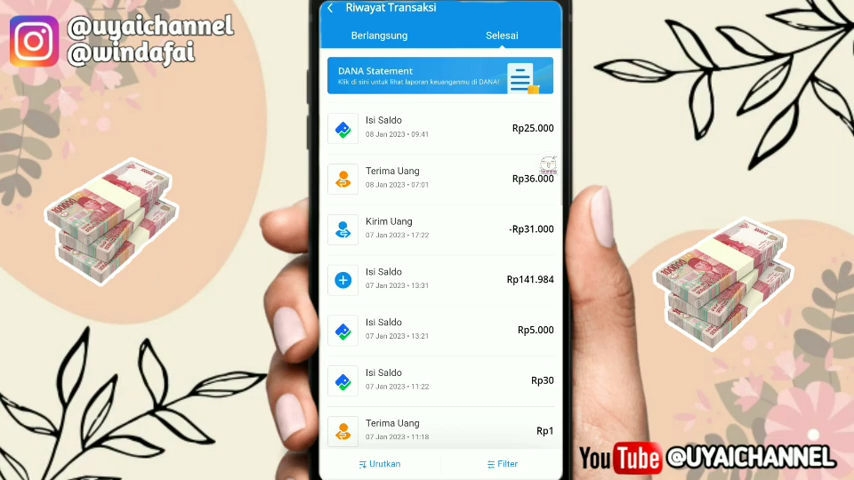 @uyaichannel
@windafai
Riwayat Transaksi
Berlangsung
Selesai
DANA Statement
Klik di sini untuk lihat laporan keuanganmu di DANA!
Isi Saldo
08 Jan 2023 • 09:41
Rp25.000
Terima Uang
08 Jan 2023 • 07:01
Rp36.000
Kirim Uang
07 Jan 2023 • 17:22
-Rp31.000
Isi Saldo
07 Jan 2023 • 13:31
Rp141.984
Isi Saldo
07 Jan 2023 • 13:21
Rp5.000
Isi Saldo
07 Jan 2023 • 11:22
Rp30
Terima Uang
07 Jan 2023 • 11:18
Rp1
Urutkan
Filter
YouTube @UYAICHANNEL
100000
100000